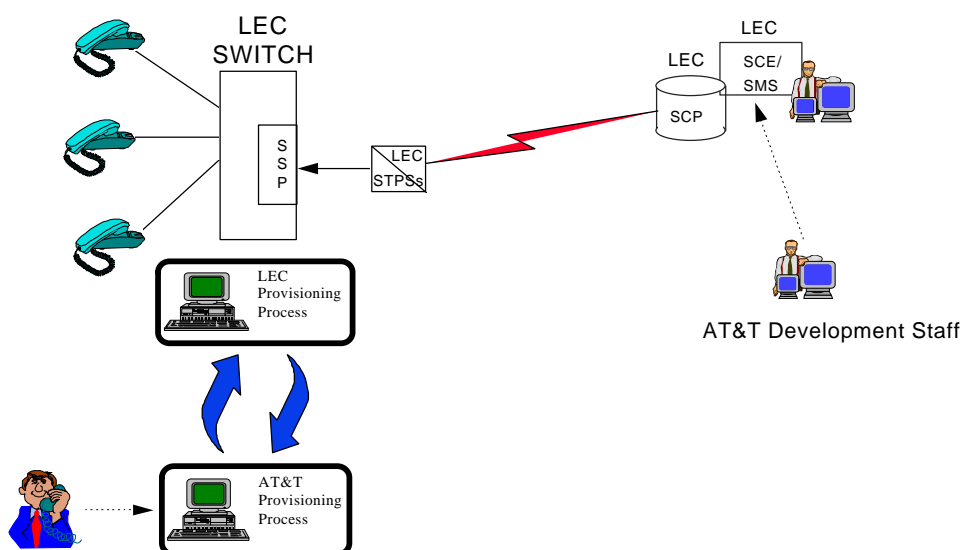 LEC
SWITCH
S
S
P
LEC
STPSs
LEC
SCP
LEC
SCE/
SMS
AT&T Development Staff
LEC
Provisioning
Process
AT&T
Provisioning
Process